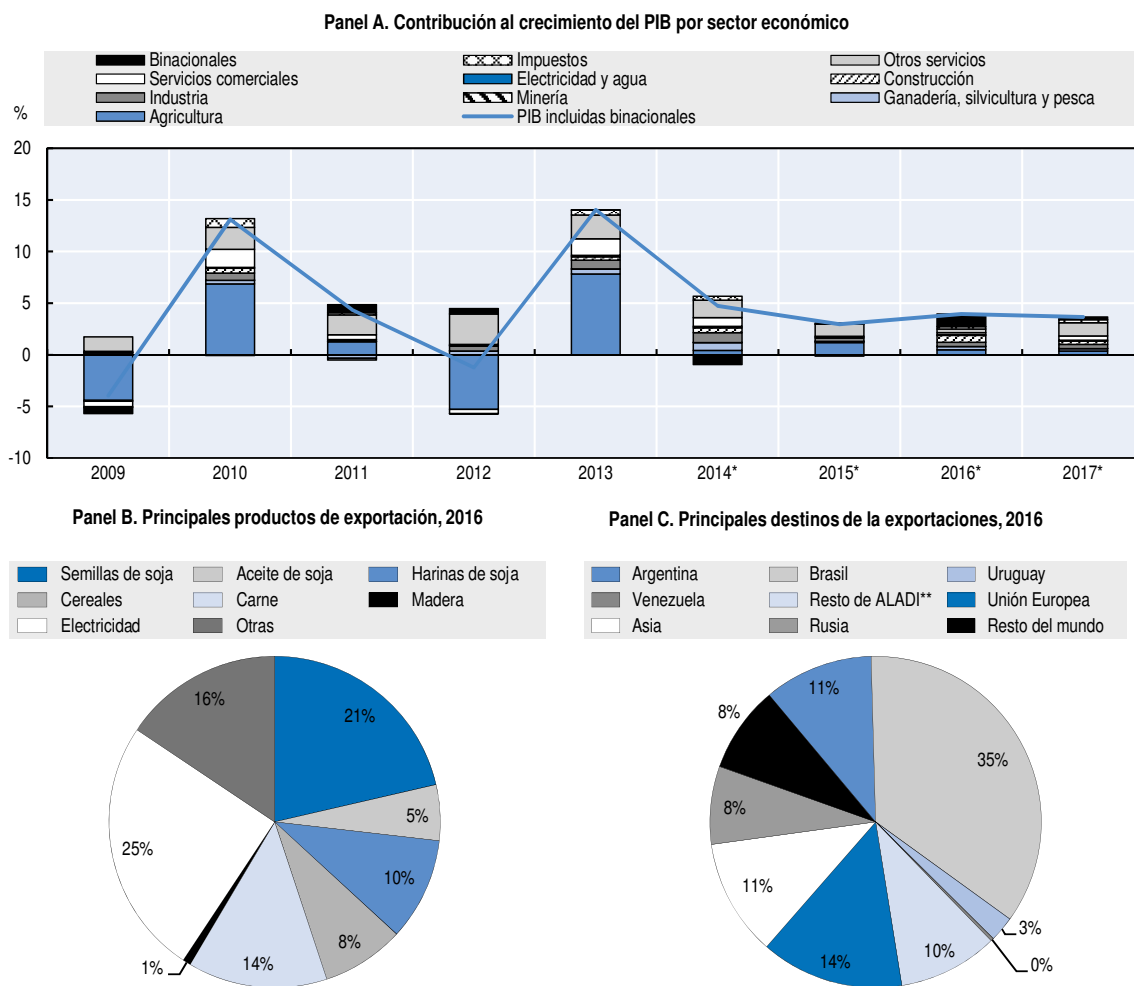 Panel A. Contribución al crecimiento del PIB por sector económico
Binacionales Impuestos Otros servicios
Servicios comerciales Electricidad y agua Construcción
Industria Minería Ganadería, silvicultura y pesca
Agricultura PIB incluidas binacionales
%
20
15
10
5
0
-5
-10
2009 2010 2011 2012 2013 2014* 2015* 2016* 2017*
Panel B. Principales productos de exportación, 2016
Semillas de soja Aceite de soja Harinas de soja
Cereales Carne Madera
Electricidad Otras
16%
21%
5%
25%
10%
8%
14%
1%
Panel C. Principales destinos de la exportaciones, 2016
Argentina Brasil Uruguay
Venezuela Resto de ALADI** Unión Europea
Asia Rusia Resto del mundo
11%
8%
35%
8%
11%
3%
10%
14%
0%